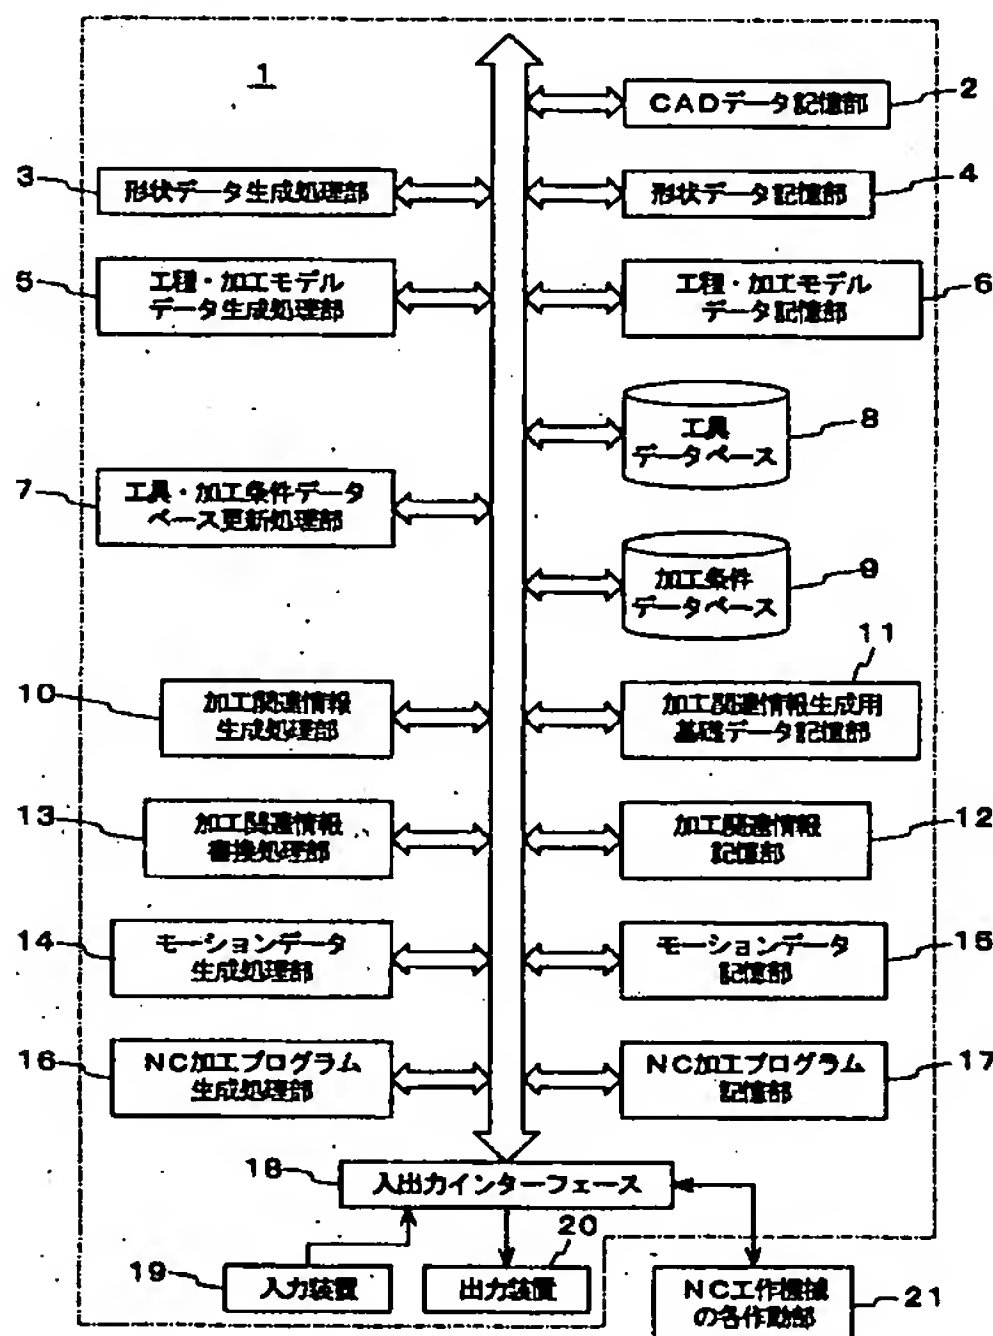 1
CADデータ記憶部
2
3
形状データ生成処理部
形状データ記憶部
4
5
工種・加工モデル
データ生成処理部
工種・加工モデル
データ記憶部
6
工具
データベース
8
7
工具・加工条件データ
ベース更新処理部
加工条件
データベース
9
11
10
加工関連情報
生成処理部
加工関連情報生成用
基礎データ記憶部
13
加工関連情報
書換処理部
加工関連情報
記憶部
12
14
モーションデータ
生成処理部
モーションデータ
記憶部
15
16
NC加工プログラム
生成処理部
NC加工プログラム
記憶部
17
18
入出力インターフェース
20
19
入力装置
出力装置
NC工作機械
の各作動部
21